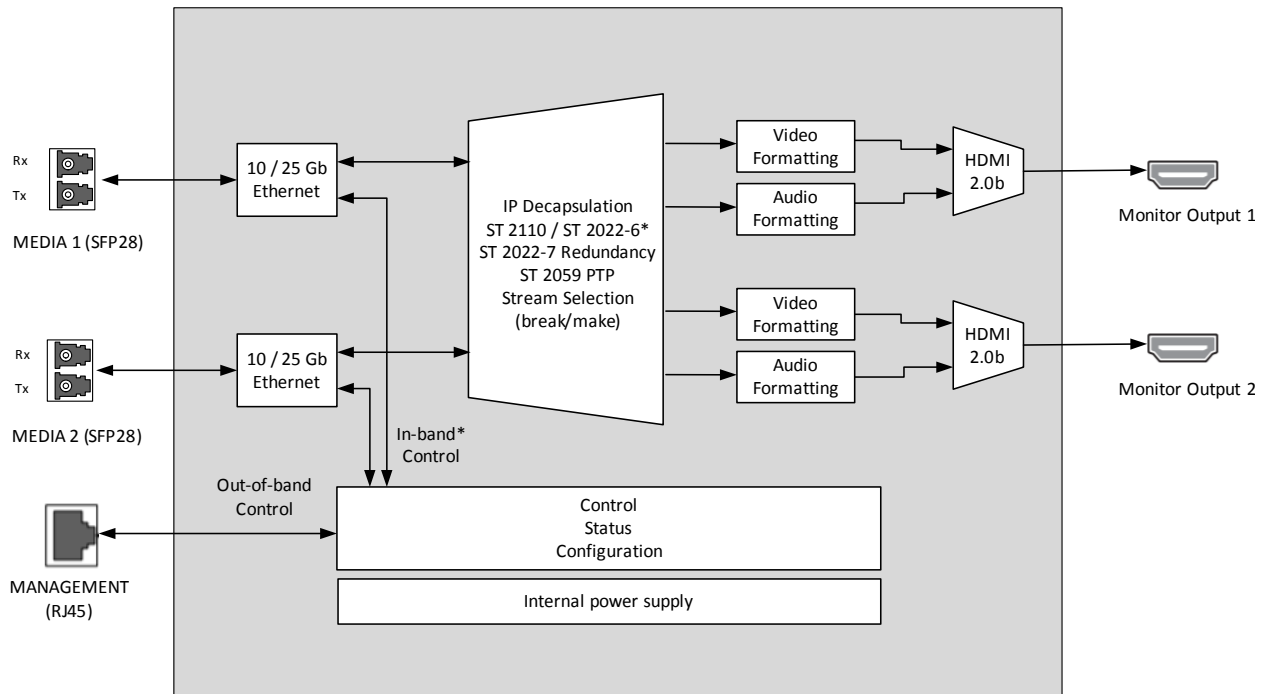 Rx
Tx
MEDIA 1 (SFP28)
10 / 25 Gb
Ethernet
Rx
Tx
MEDIA 2 (SFP28)
10 / 25 Gb
Ethernet
IP Decapsulation
ST 2110 / ST 2022-6*
ST 2022-7 Redundancy
ST 2059 PTP
Stream Selection
(break/make)
Video
Formatting
Audio
Formatting
HDMI
2.0b
Monitor Output 1
Video
Formatting
Audio
Formatting
HDMI
2.0b
Monitor Output 2
In-band*
Control
Out-of-band
Control
MANAGEMENT
(RJ45)
Control
Status
Configuration
Internal power supply